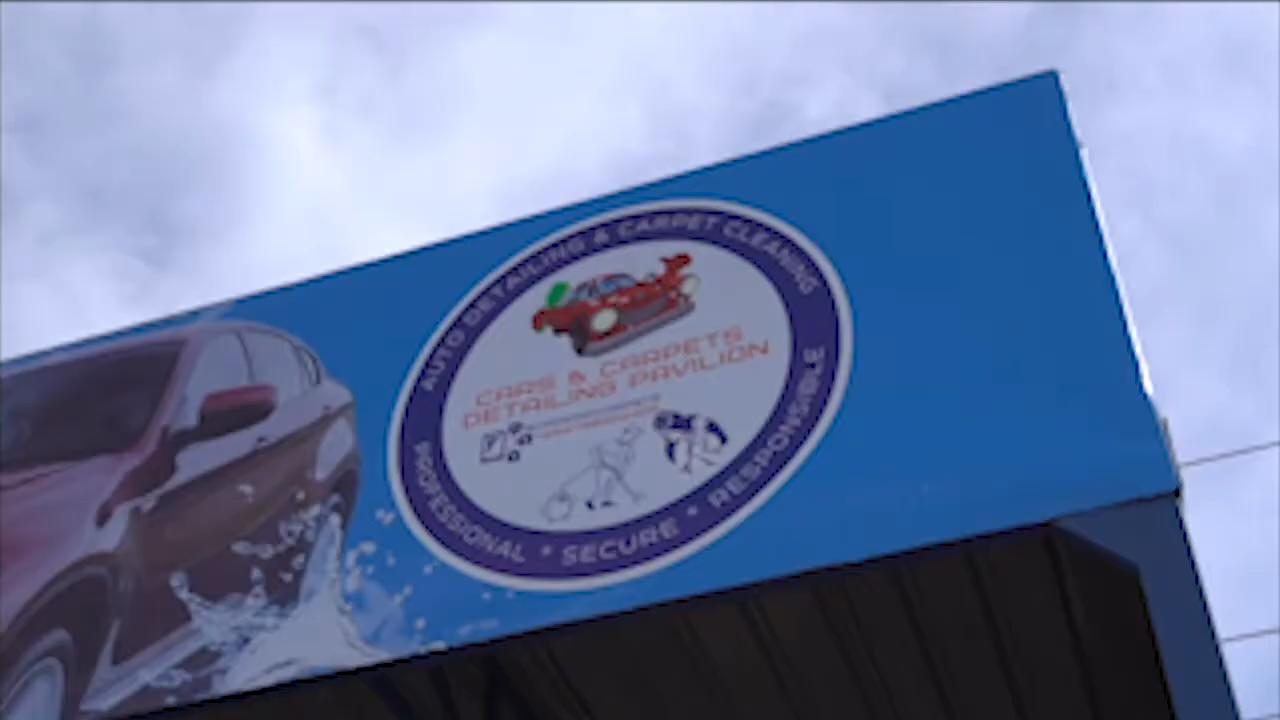 AUTO DETAILING & CARPET CLEANING
CARS & CARPETS
DETAILING PAVILION
PROFESSIONAL * SECURE * RESPONSIBLE